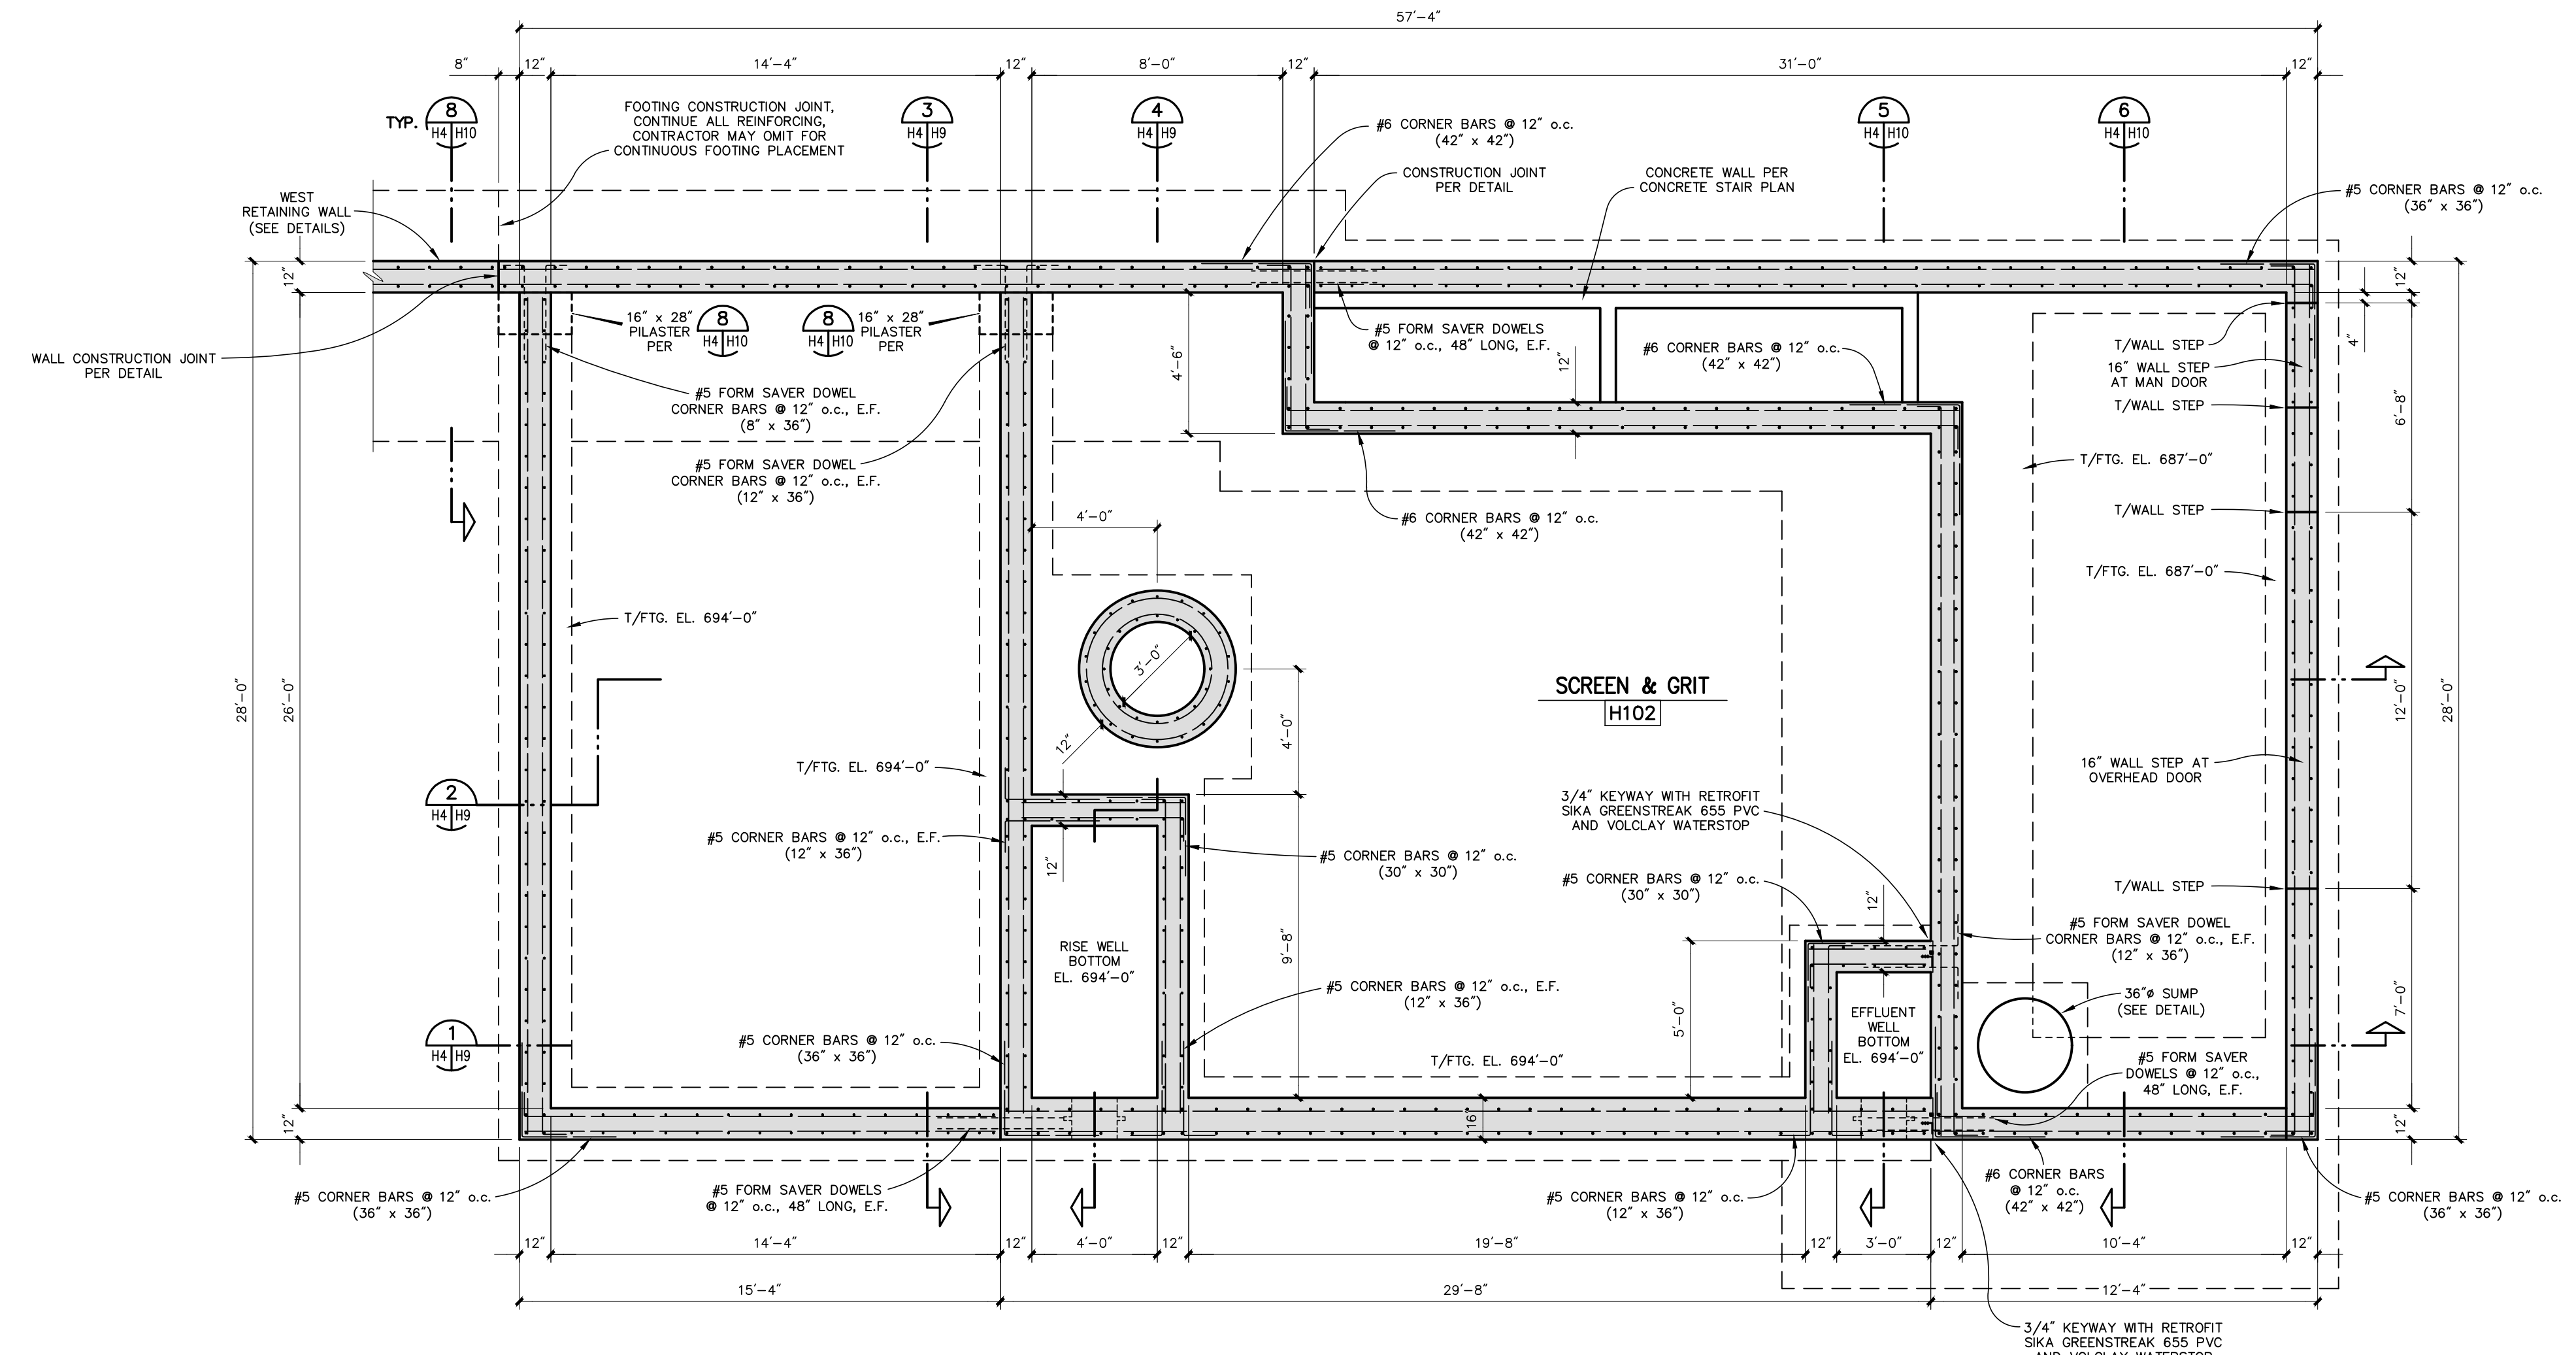 57'-4"
8"
12"
14'-4"
12"
8'-0"
12"
31'-0"
12"
TYP.
8
H4 H10
FOOTING CONSTRUCTION JOINT,
CONTINUE ALL REINFORCING,
CONTRACTOR MAY OMIT FOR
CONTINUOUS FOOTING PLACEMENT
3
H4 H9
4
H4 H9
#6 CORNER BARS @ 12" o.c.
(42" x 42")
CONSTRUCTION JOINT
PER DETAIL
CONCRETE WALL PER
CONCRETE STAIR PLAN
5
H4 H10
6
H4 H10
#5 CORNER BARS @ 12" o.c.
(36" x 36")
WEST
RETAINING WALL
(SEE DETAILS)
12"
12"
WALL CONSTRUCTION JOINT
PER DETAIL
16" x 28"
PILASTER
PER
8
H4 H10
8
H4 H10
16" x 28"
PILASTER
PER
4'-6"
#5 FORM SAVER DOWELS
@ 12" o.c., 48" LONG, E.F.
12"
#6 CORNER BARS @ 12" o.c.
(42" x 42")
T/WALL STEP
4"
16" WALL STEP
AT MAN DOOR
T/WALL STEP
6'-8"
#5 FORM SAVER DOWEL
CORNER BARS @ 12" o.c., E.F.
(8" x 36")
#5 FORM SAVER DOWEL
CORNER BARS @ 12" o.c., E.F.
(12" x 36")
T/FTG. EL. 687'-0"
T/WALL STEP
4'-0"
#6 CORNER BARS @ 12" o.c.
(42" x 42")
T/FTG. EL. 687'-0"
T/FTG. EL. 694'-0"
3'-0"
28'-0"
26'-0"
SCREEN & GRIT
H102
12'-0"
28'-0"
12"
4'-0"
T/FTG. EL. 694'-0"
16" WALL STEP AT
OVERHEAD DOOR
2
H4 H9
3/4" KEYWAY WITH RETROFIT
SIKA GREENSTREAK 655 PVC
AND VOLCLAY WATERSTOP
#5 CORNER BARS @ 12" o.c., E.F.
(12" x 36")
12"
#5 CORNER BARS @ 12" o.c.
(30" x 30")
#5 CORNER BARS @ 12" o.c.
(30" x 30")
12"
T/WALL STEP
RISE WELL
BOTTOM
EL. 694'-0"
9'-8"
#5 FORM SAVER DOWEL
CORNER BARS @ 12" o.c., E.F.
(12" x 36")
#5 CORNER BARS @ 12" o.c., E.F.
(12" x 36")
5'-0"
EFFLUENT
WELL
BOTTOM
EL. 694'-0"
36"ø SUMP
(SEE DETAIL)
7'-0"
1
H4 H9
#5 CORNER BARS @ 12" o.c.
(36" x 36")
T/FTG. EL. 694'-0"
#5 FORM SAVER
DOWELS @ 12" o.c.,
48" LONG, E.F.
12"
16"
12"
#5 CORNER BARS @ 12" o.c.
(36" x 36")
#5 FORM SAVER DOWELS
@ 12" o.c., 48" LONG, E.F.
#5 CORNER BARS @ 12" o.c.
(12" x 36")
#6 CORNER BARS
@ 12" o.c.
(42" x 42")
#5 CORNER BARS @ 12" o.c.
(36" x 36")
12"
14'-4"
12"
4'-0"
12"
19'-8"
12"
3'-0"
12"
10'-4"
12"
15'-4"
29'-8"
12'-4"
3/4" KEYWAY WITH RETROFIT
SIKA GREENSTREAK 655 PVC
AND VOLCLAY WATERSTOP